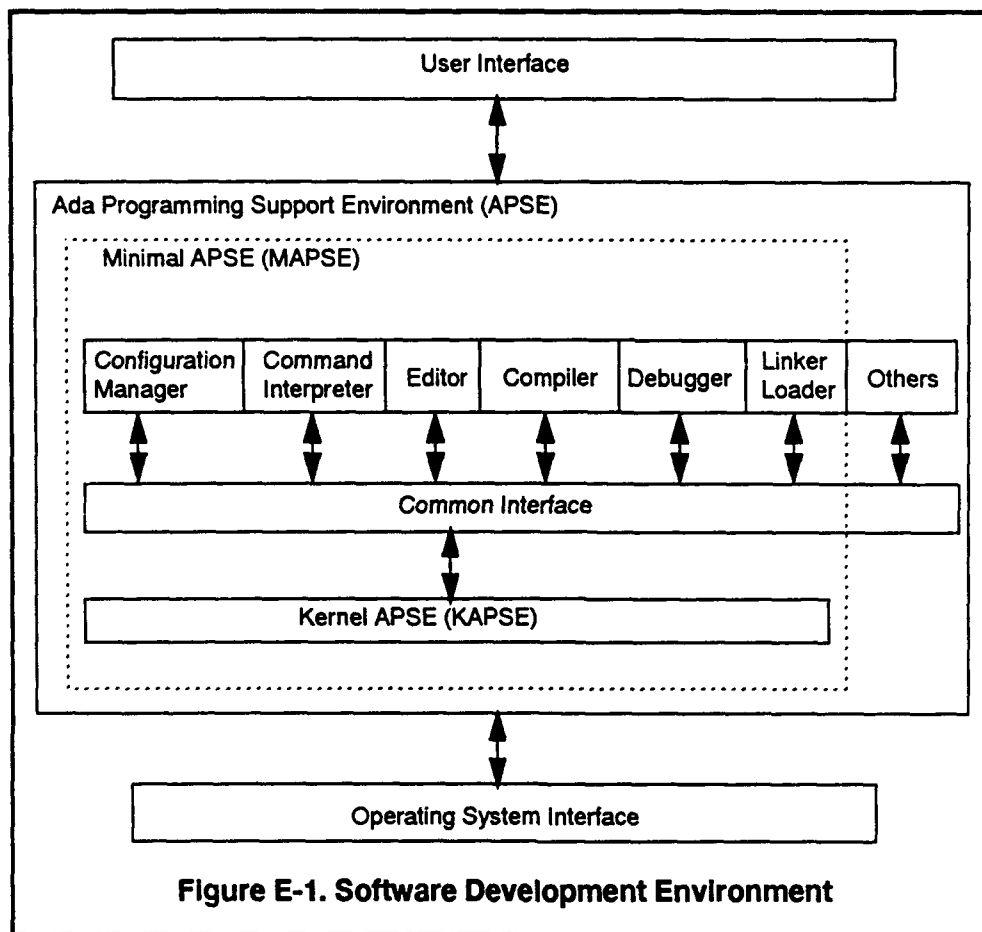 User Interface
Ada Programming Support Environment (APSE)
Minimal APSE (MAPSE)
Configuration
Manager
Command
Interpreter
Editor
Compiler
Debugger
Linker
Loader
Others
Common Interface
Kernel APSE (KAPSE)
Operating System Interface
Figure E-1. Software Development Environment